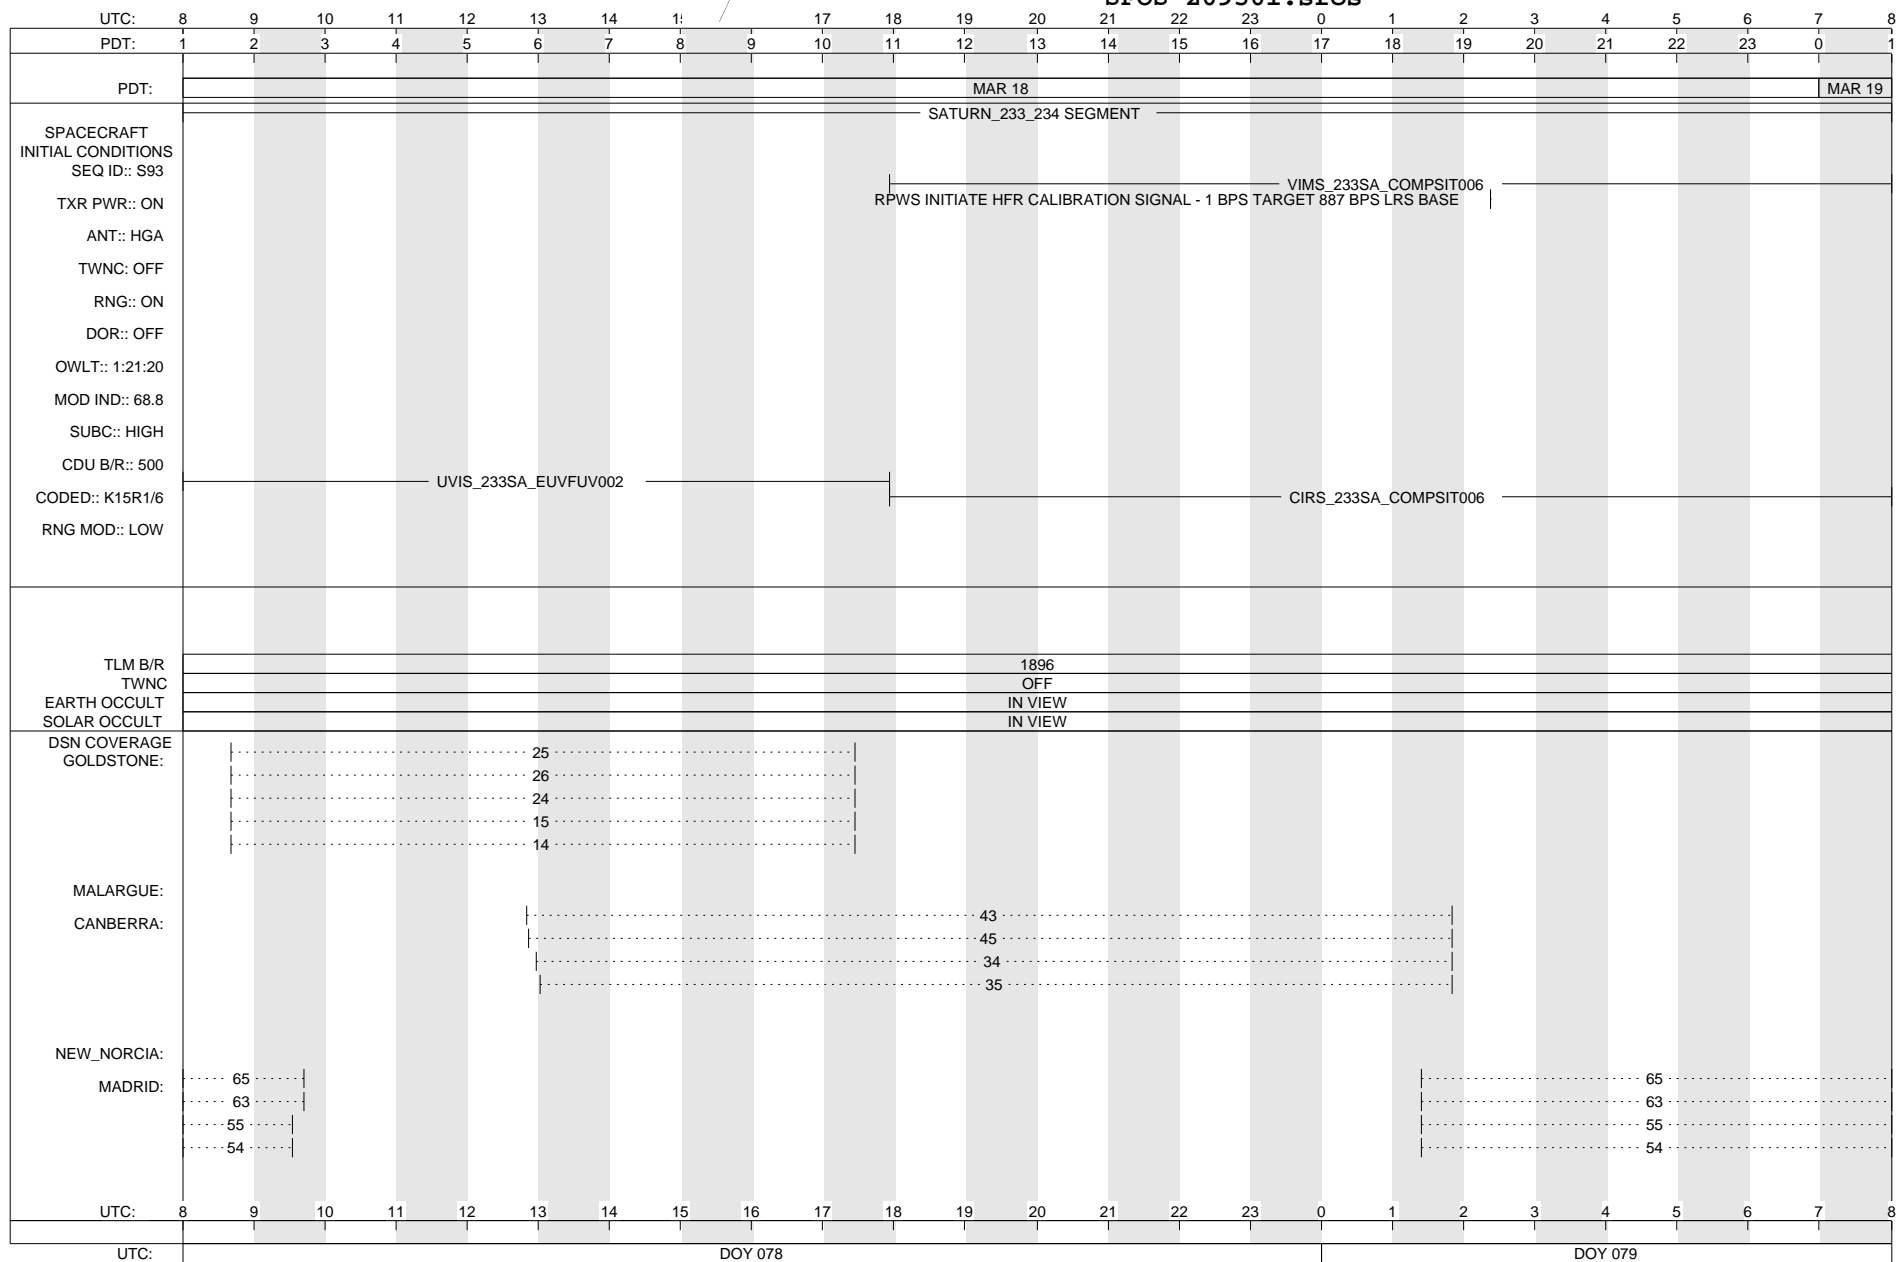 UTC: 8 9 10 11 12 13 14 17 18 19 20 21 22 23 0 1 2 3 4 5 6 7 8
PDT: 1 2 3 4 5 6 7 8 9 10 11 12 13 14 15 16 17 18 19 20 21 22 23 0 1
PDT: MAR 18 MAR 19
SATURN_233_234 SEGMENT
SPACECRAFT
INITIAL CONDITIONS
SEQ ID:: S93
VIMS_233SA_COMPSIT006
TXR PWR:: ON RPWS INITIATE HFR CALIBRATION SIGNAL - 1 BPS TARGET 887 BPS LRS BASE
ANT:: HGA
TWNC: OFF
RNG:: ON
DOR:: OFF
OWLT:: 1:21:20
MOD IND:: 68.8
SUBC:: HIGH
CDU B/R:: 500
UVIS_233SA_EUVFUV002
CODED:: K15R1/6 CIRS_233SA_COMPSIT006
RNG MOD:: LOW
TLM B/R 1896
TWNC OFF
EARTH OCCULT IN VIEW
SOLAR OCCULT IN VIEW
DSN COVERAGE
GOLDSTONE: 25
26
24
15
14
MALARGUE:
CANBERRA: 43
45
34
35
NEW_NORCIA:
MADRID: 65 65
63 63
55 55
54 54
UTC: 8 9 10 11 12 13 14 15 16 17 18 19 20 21 22 23 0 1 2 3 4 5 6 7 8
UTC: DOY 078 DOY 079